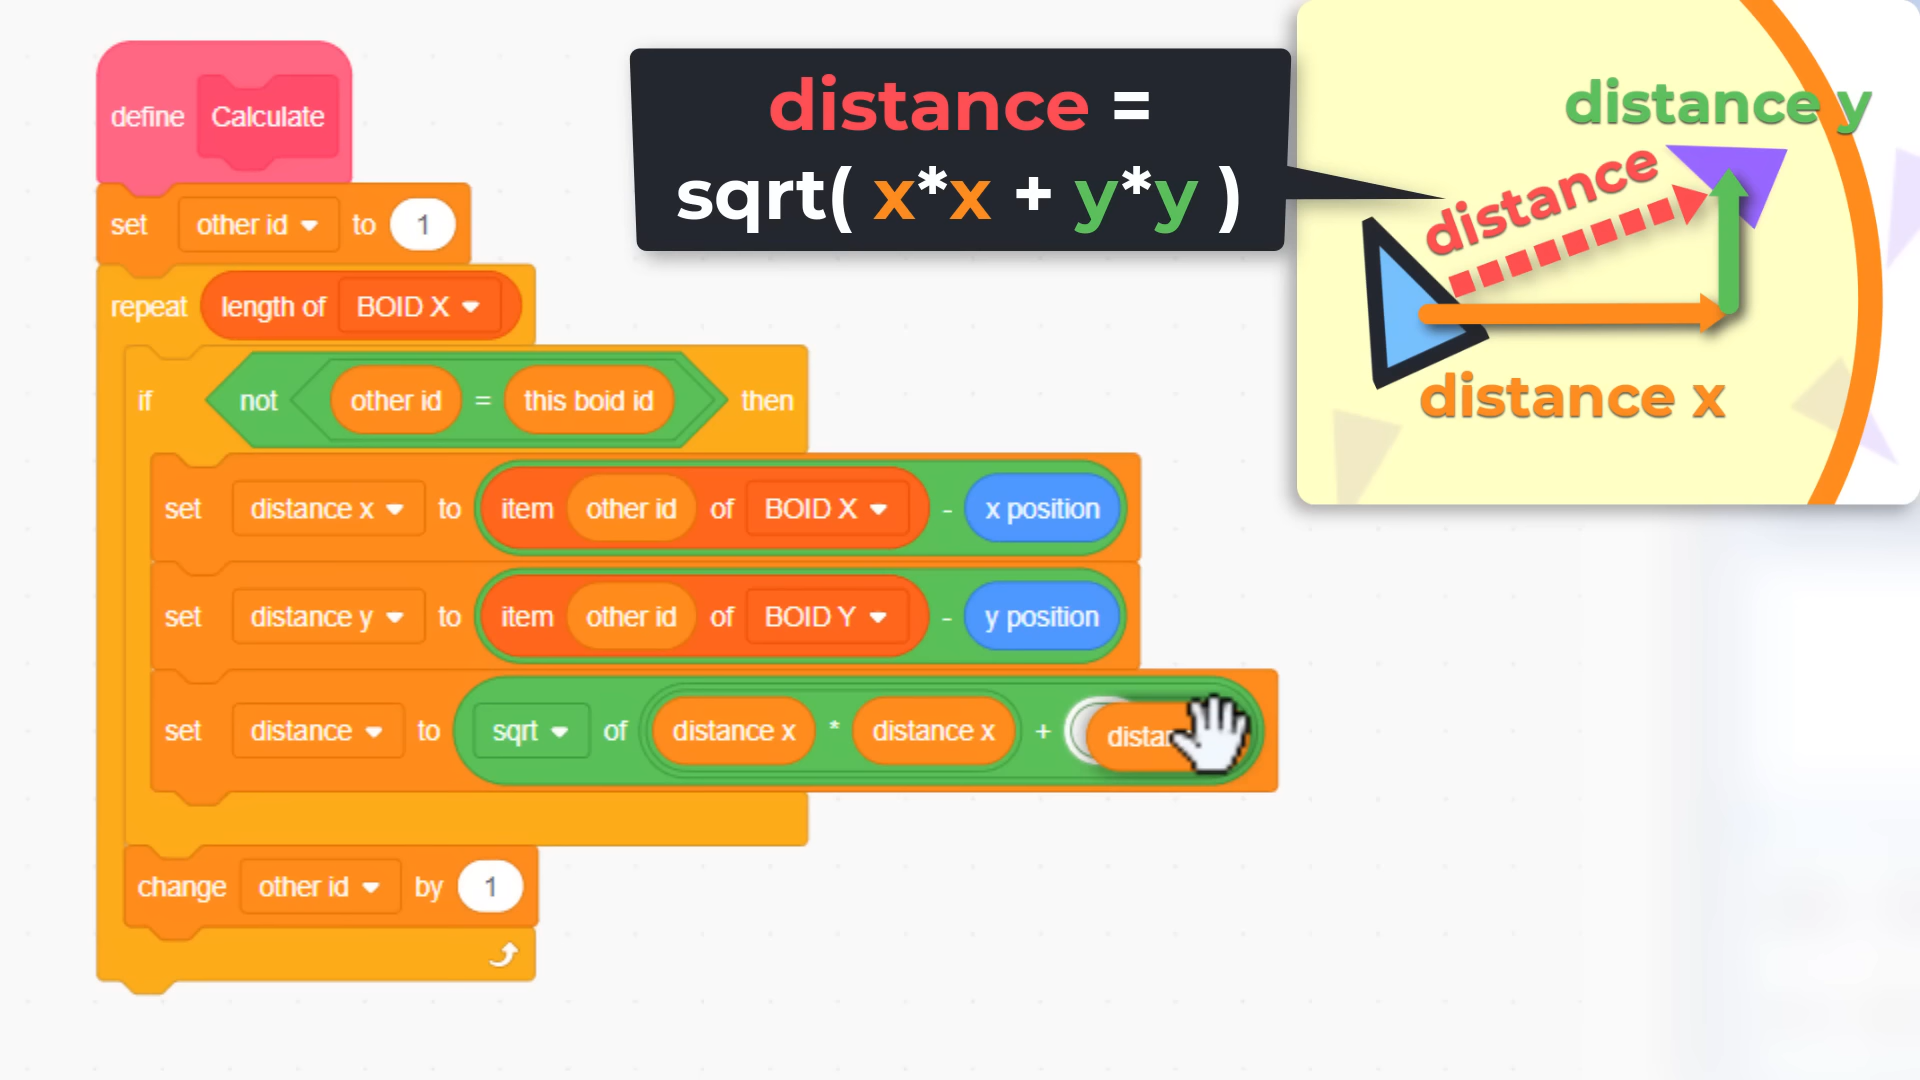 define Calculate
set other id to 1
repeat length of BOID X
if not other id = this boid id then
set distance x to item other id of BOID X - x position
set distance y to item other id of BOID Y - y position
set distance to sqrt of distance x * distance x +
change other id by 1
distance =
sqrt( x*x + y*y )
distance y
distance
distance x